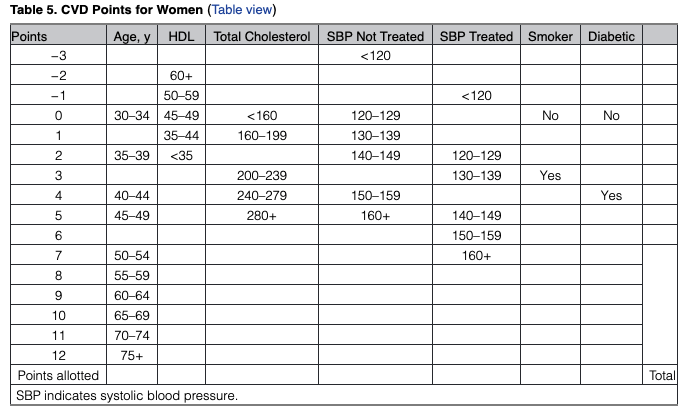 Table 5. CVD Points for Women (Table view)
Points Age, y HDL Total Cholesterol SBP Not Treated SBP Treated Smoker Diabetic
−3 <120
−2 60+
−1 50–59 <120
0 30–34 45–49 <160 120–129 No No
1 35–44 160–199 130–139
2 35–39 <35 140–149 120–129
3 200–239 130–139 Yes
4 40–44 240–279 150–159 Yes
5 45–49 280+ 160+ 140–149
6 150–159
7 50–54 160+
8 55–59
9 60–64
10 65–69
11 70–74
12 75+
Points allotted Total
SBP indicates systolic blood pressure.